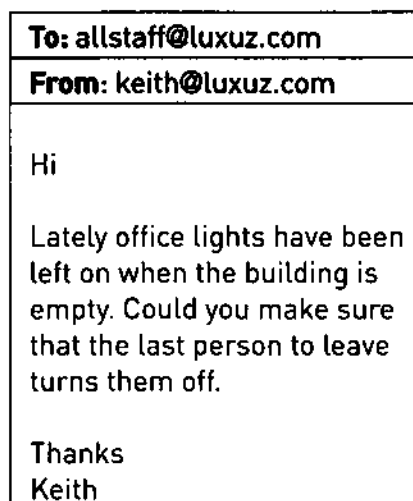 To: allstaff@luxuz.com
From: keith@luxuz.com
Hi
Lately office lights have been
left on when the building is
empty. Could you make sure
that the last person to leave
turns them off.
Thanks
Keith